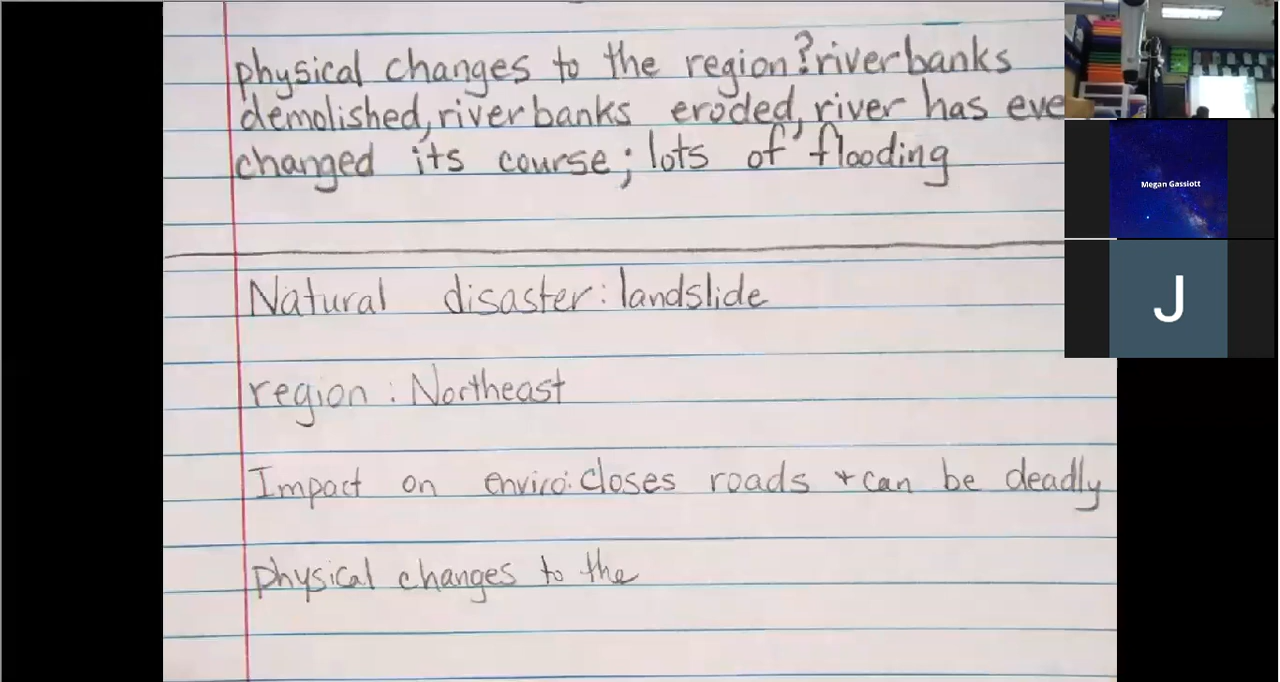 physical changes to the region? riverbanks
demolished, riverbanks eroded, river has eve
changed its course; lots of flooding
Natural disaster: landslide
region: Northeast
Impact on enviro: closes roads + can be deadly
physical changes to the
Megan Gassiott
J